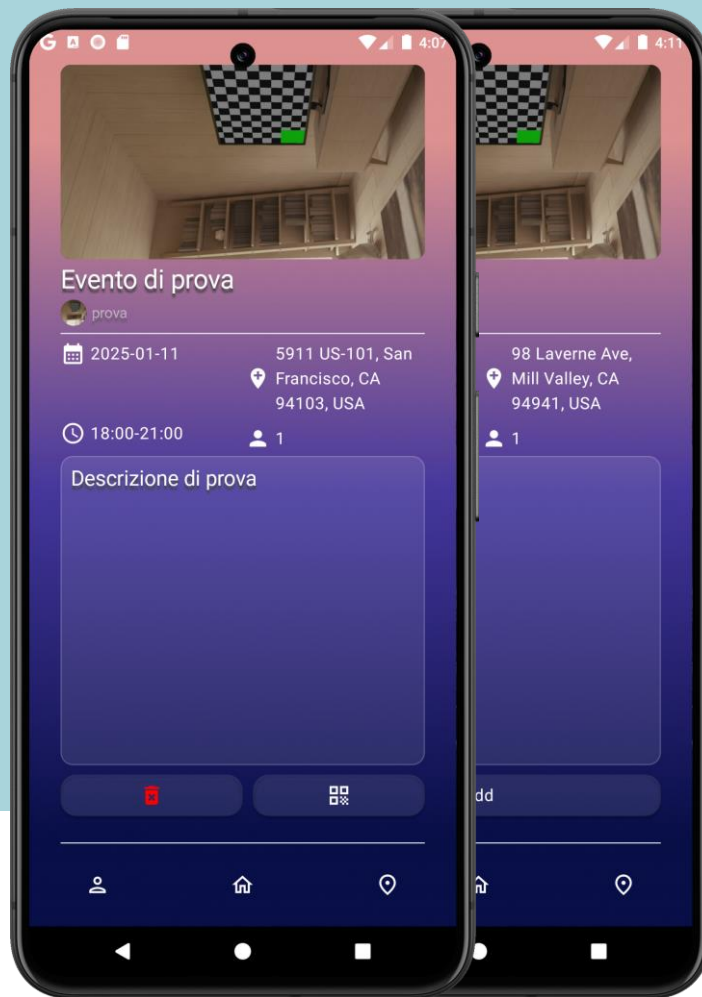 4:07
Evento di prova
prova
2025-01-11
5911 US-101, San
Francisco, CA
94103, USA
18:00-21:00
1
Descrizione di prova
4:11
98 Laverne Ave,
Mill Valley, CA
94941, USA
1
dd